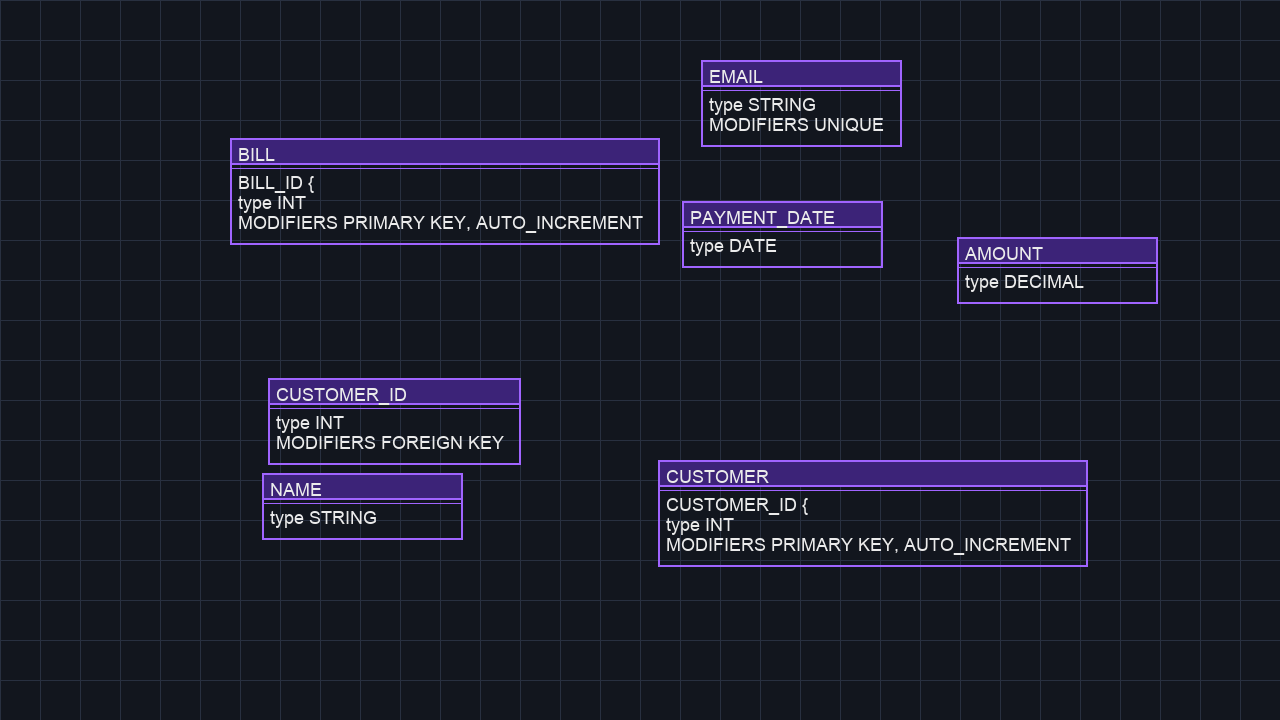 EMAIL
type STRING
MODIFIERS UNIQUE
BILL
BILL_ID {
type INT
MODIFIERS PRIMARY KEY, AUTO_INCREMENT
PAYMENT_DATE
type DATE
AMOUNT
type DECIMAL
CUSTOMER_ID
type INT
MODIFIERS FOREIGN KEY
NAME
type STRING
CUSTOMER
CUSTOMER_ID {
type INT
MODIFIERS PRIMARY KEY, AUTO_INCREMENT